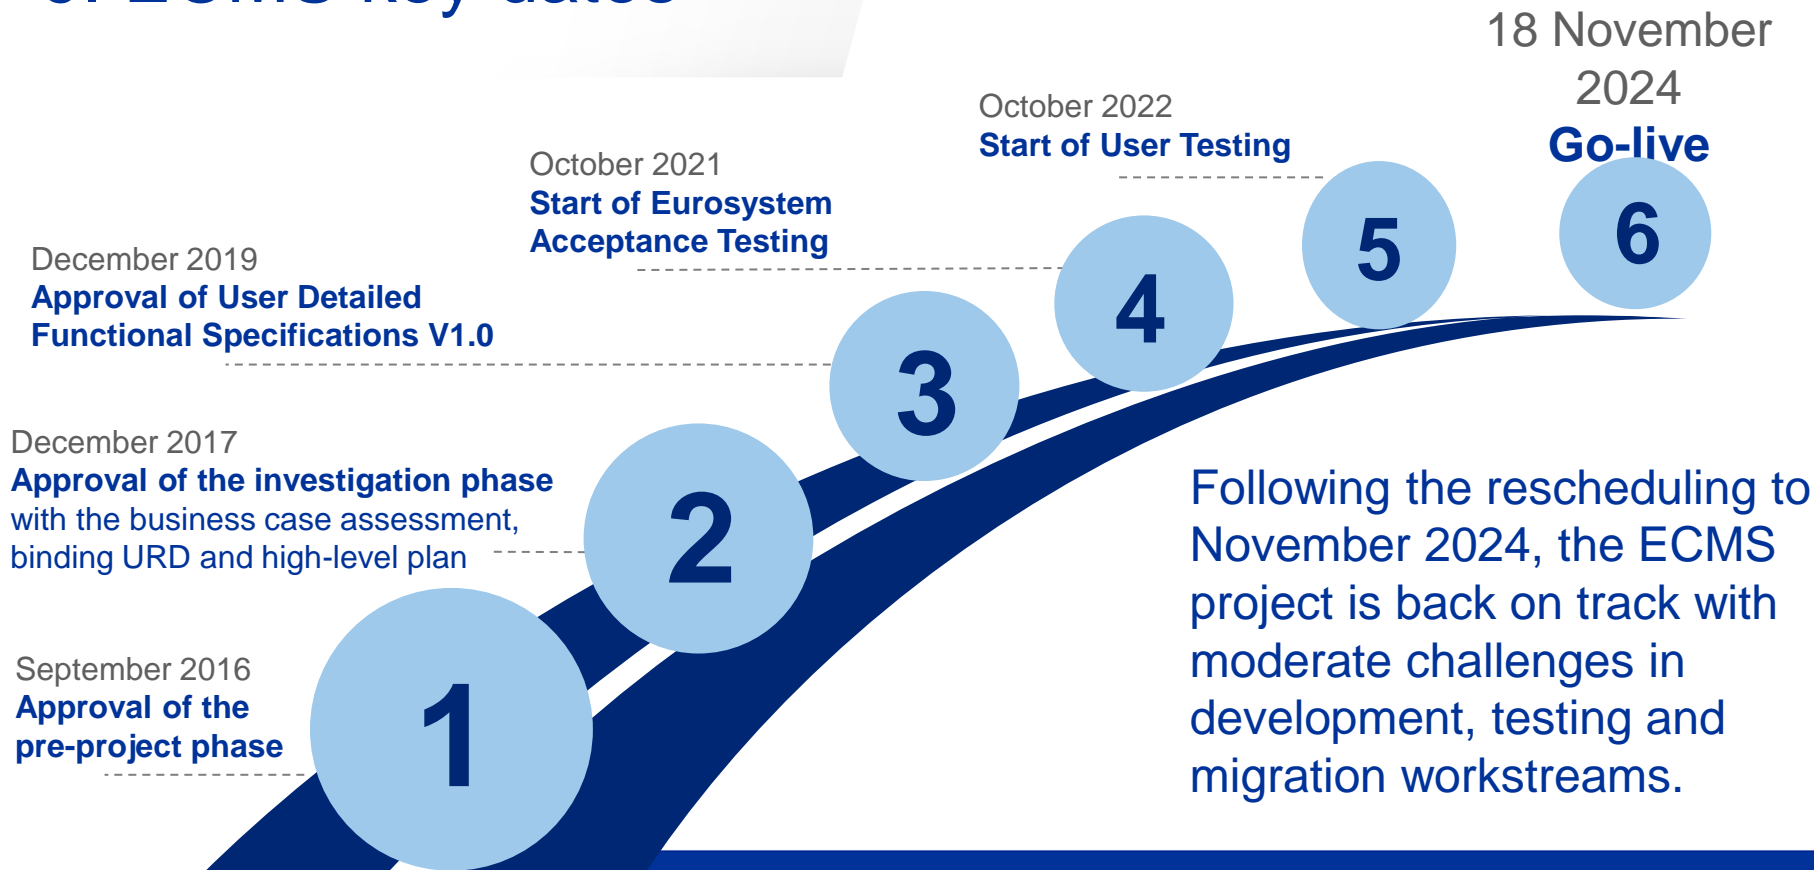 ECMS key dates
18 November
2024
Go-live
October 2022
Start of User Testing
October 2021
Start of Eurosystem
Acceptance Testing
December 2019
Approval of User Detailed
Functional Specifications V1.0
December 2017
Approval of the investigation phase
with the business case assessment,
binding URD and high-level plan
September 2016
Approval of the
pre-project phase
1
2
3
4
5
6
Following the rescheduling to
November 2024, the ECMS
project is back on track with
moderate challenges in
development, testing and
migration workstreams.